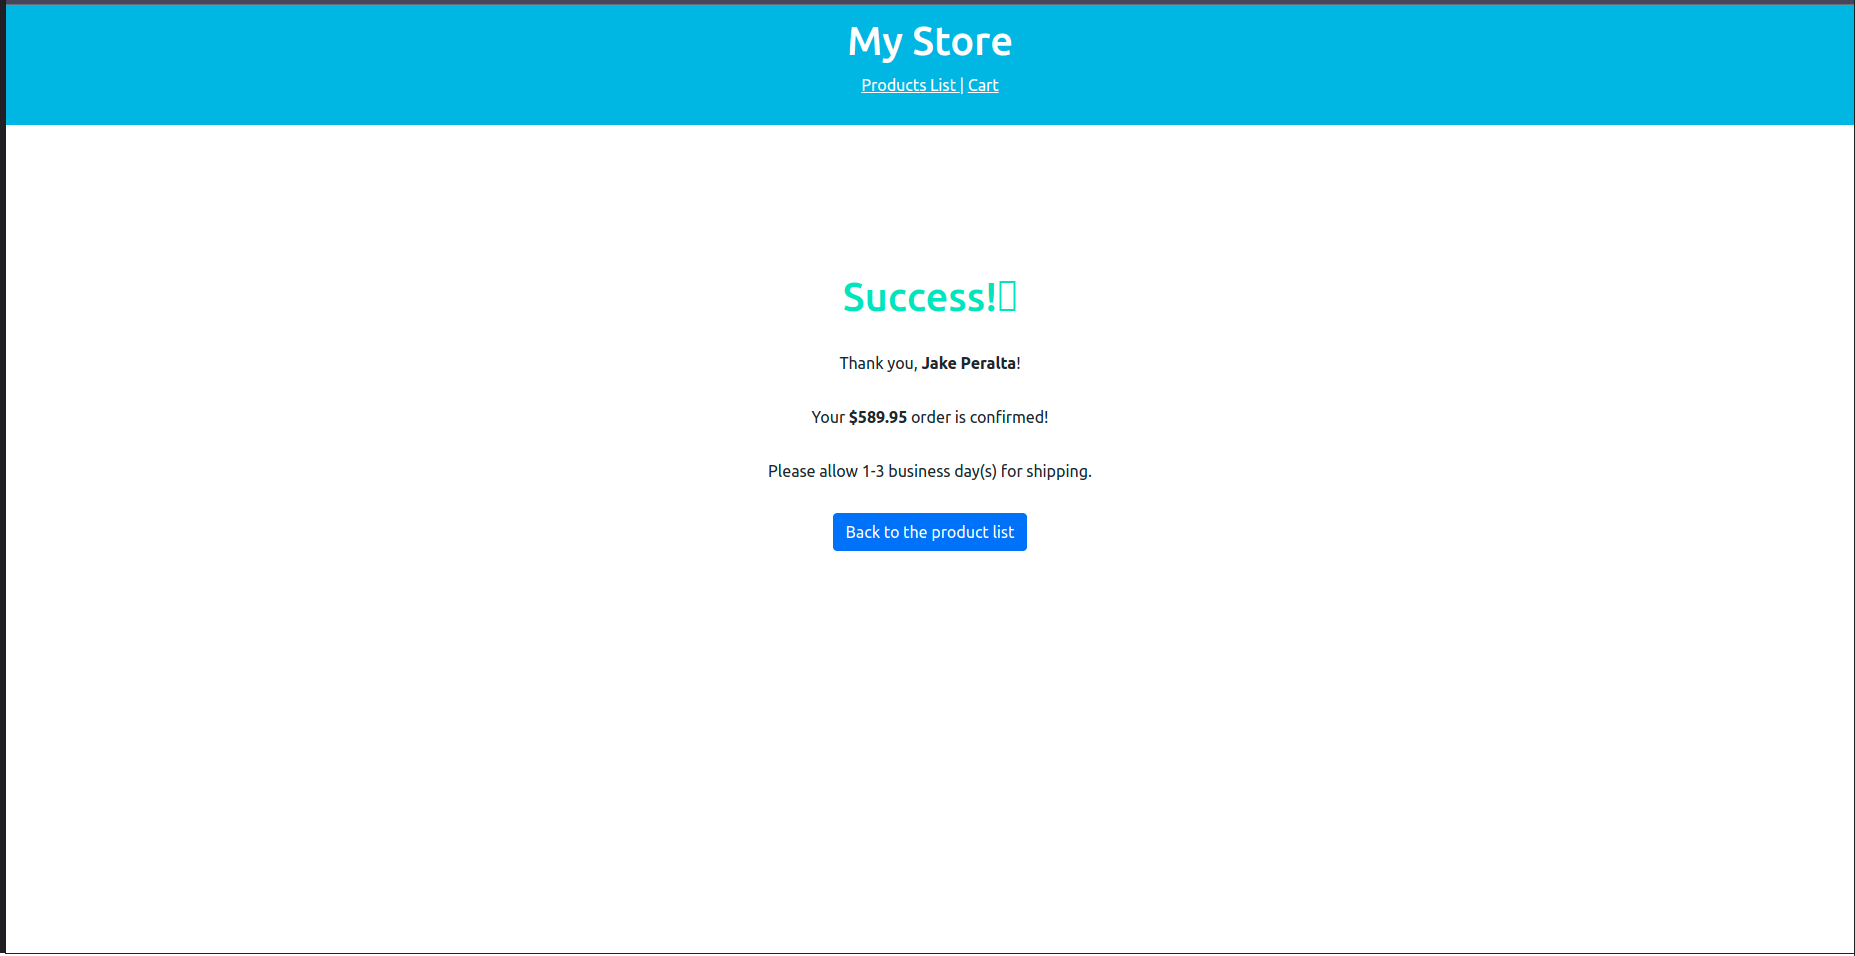 My Store
Products List | Cart
Success!
Thank you, Jake Peralta!
Your $589.95 order is confirmed!
Please allow 1-3 business day(s) for shipping.
Back to the product list